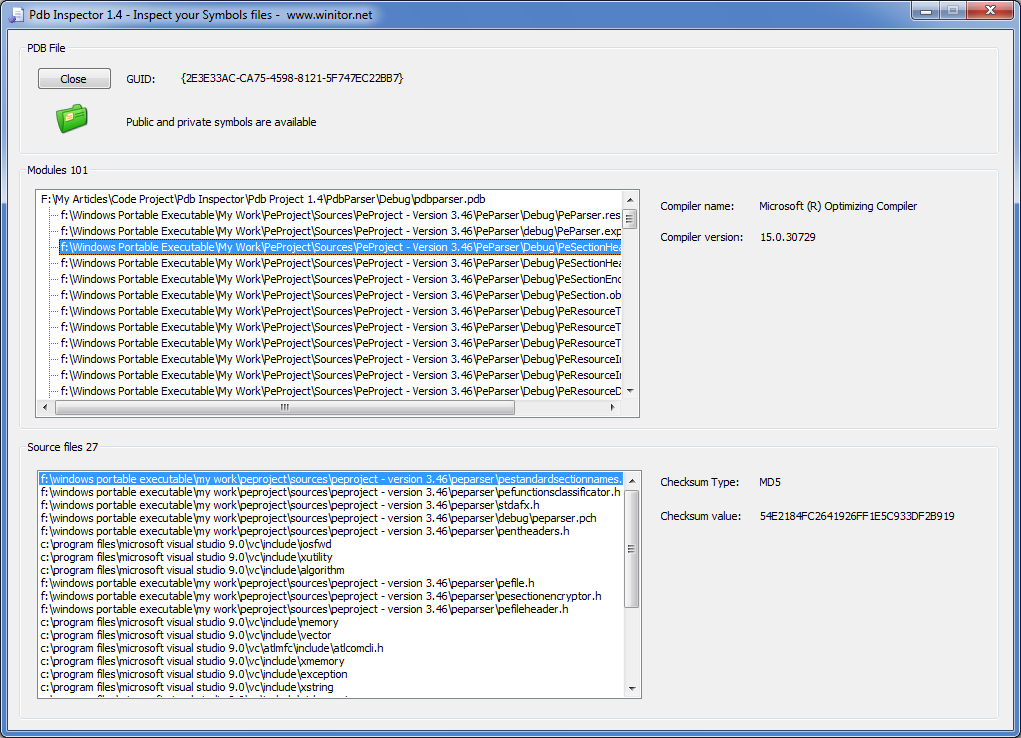 Pdb Inspector 1.4 - Inspect your Symbols files - www.winitor.net
PDB File
Close
GUID: {2E3E33AC-CA75-4598-8121-5F747EC22BB7}
Public and private symbols are available
Modules 101
F:\My Articles\Code Project\Pdb Inspector\Pdb Project 1.4\PdbParser\Debug\pdbparser.pdb
f:\Windows Portable Executable\My Work\PeProject\Sources\PeProject - Version 3.46\PeParser\Debug\PeParser.res
f:\Windows Portable Executable\My Work\PeProject\Sources\PeProject - Version 3.46\PeParser\debug\PeParser.exp
f:\Windows Portable Executable\My Work\PeProject\Sources\PeProject - Version 3.46\PeParser\Debug\PeSectionHea
f:\Windows Portable Executable\My Work\PeProject\Sources\PeProject - Version 3.46\PeParser\Debug\PeSectionHea
f:\Windows Portable Executable\My Work\PeProject\Sources\PeProject - Version 3.46\PeParser\Debug\PeSectionEnc
f:\Windows Portable Executable\My Work\PeProject\Sources\PeProject - Version 3.46\PeParser\Debug\PeSection.ob
f:\Windows Portable Executable\My Work\PeProject\Sources\PeProject - Version 3.46\PeParser\Debug\PeResourceT
f:\Windows Portable Executable\My Work\PeProject\Sources\PeProject - Version 3.46\PeParser\Debug\PeResourceT
f:\Windows Portable Executable\My Work\PeProject\Sources\PeProject - Version 3.46\PeParser\Debug\PeResourceT
f:\Windows Portable Executable\My Work\PeProject\Sources\PeProject - Version 3.46\PeParser\Debug\PeResourceIn
f:\Windows Portable Executable\My Work\PeProject\Sources\PeProject - Version 3.46\PeParser\Debug\PeResourceIn
f:\Windows Portable Executable\My Work\PeProject\Sources\PeProject - Version 3.46\PeParser\Debug\PeResourceD
Compiler name: Microsoft (R) Optimizing Compiler
Compiler version: 15.0.30729
Source files 27
f:\windows portable executable\my work\peproject\sources\peproject - version 3.46\peparser\pestandardsectionnames.
f:\windows portable executable\my work\peproject\sources\peproject - version 3.46\peparser\pefunctionsclassificator.h
f:\windows portable executable\my work\peproject\sources\peproject - version 3.46\peparser\stdafx.h
f:\windows portable executable\my work\peproject\sources\peproject - version 3.46\peparser\debug\peparser.pch
f:\windows portable executable\my work\peproject\sources\peproject - version 3.46\peparser\pentheaders.h
c:\program files\microsoft visual studio 9.0\vc\include\iosfwd
c:\program files\microsoft visual studio 9.0\vc\include\xutility
c:\program files\microsoft visual studio 9.0\vc\include\algorithm
f:\windows portable executable\my work\peproject\sources\peproject - version 3.46\peparser\pefile.h
f:\windows portable executable\my work\peproject\sources\peproject - version 3.46\peparser\pesectionencryptor.h
f:\windows portable executable\my work\peproject\sources\peproject - version 3.46\peparser\pefileheader.h
c:\program files\microsoft visual studio 9.0\vc\include\memory
c:\program files\microsoft visual studio 9.0\vc\include\vector
c:\program files\microsoft visual studio 9.0\vc\atlmfc\include\atlcomcli.h
c:\program files\microsoft visual studio 9.0\vc\include\xmemory
c:\program files\microsoft visual studio 9.0\vc\include\exception
c:\program files\microsoft visual studio 9.0\vc\include\xstring
Checksum Type: MD5
Checksum value: 54E2184FC2641926FF1E5C933DF2B919